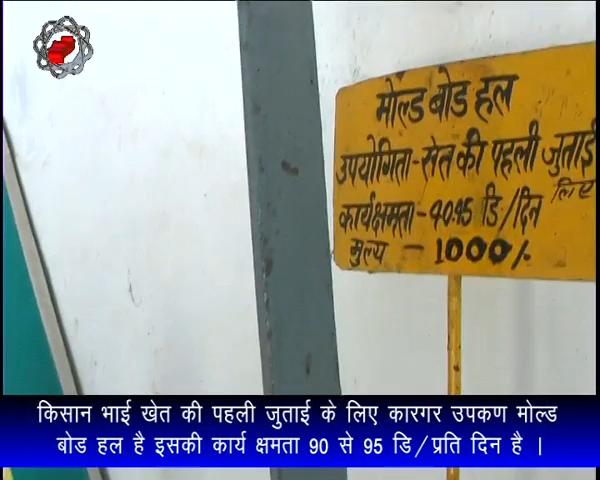 मोल्ड बोड हल
उपयोगिता-खेत की पहली जुताई
लिए
कार्यक्षमता-90.95 डि/दिन
मुल्य - 1000/.
किसान भाई खेत की पहली जुताई के लिए कारगर उपकण मोल्ड
बोड हल है इसकी कार्य क्षमता 90 से 95 डि/प्रति दिन है ।